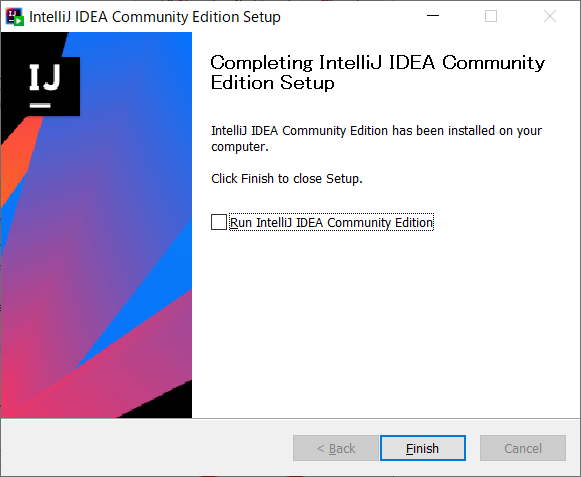 IntelliJ IDEA Community Edition Setup
IJ
Completing IntelliJ IDEA Community
Edition Setup
IntelliJ IDEA Community Edition has been installed on your
computer.
Click Finish to close Setup.
Run IntelliJ IDEA Community Edition
< Back
Finish
Cancel